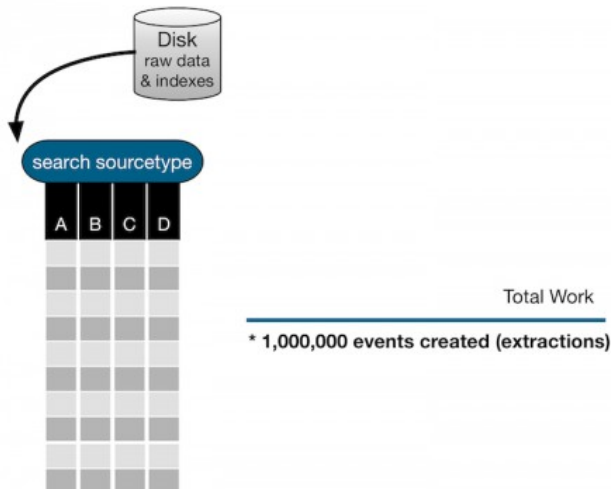 Disk
raw data
& indexes
search sourcetype
A B C D
Total Work
* 1,000,000 events created (extractions)